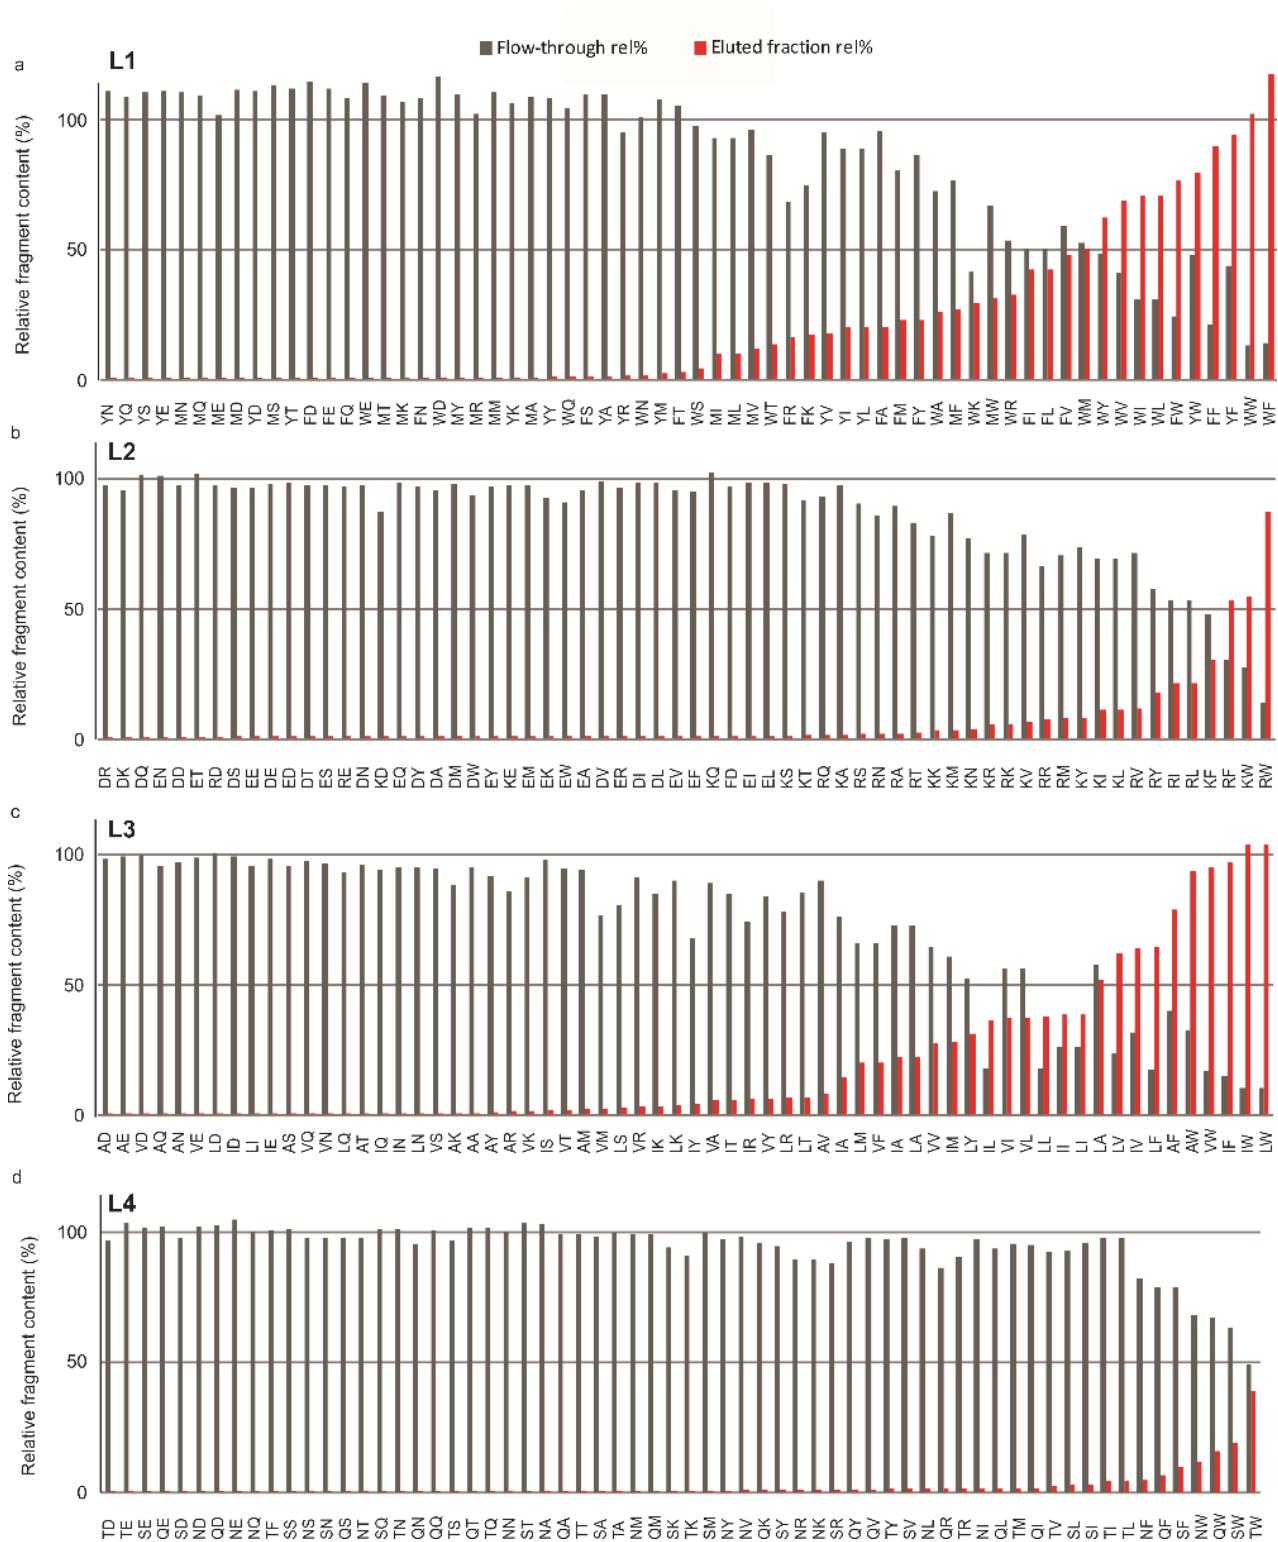 Flow-through rel% Eluted fraction rel%
a
L1
Relative fragment content (%)
100
50
0
YN YQ YS YE MN MQ ME MD YD MS YT FD FE FQ WE MT MK FN WD MY MR MM YK MA YY WQ FS YA YR WN YM FT WS MI ML MV WT FR FK YV YI YL FA FM FY WA MF WK MW WR FI FL FV WM WY WV WI WL FW YW FF YF WW WF
b
L2
Relative fragment content (%)
100
50
0
DR DK DQ EN DD ET RD DS EE DE ED DT ES RE DN KD EQ DY DA DM DW EY KE EM EK EW EA DV ER DI DL EV EF KQ FD EI EL KS KT RQ KA RS RN RA RT KK KM KN KR RK KV RR RM KY KI KL RV RY RI RL KF RF KW RW
c
L3
Relative fragment content (%)
100
50
0
AD AE VD AQ AN VE LD ID LI IE AS VQ VN LQ AT IQ IN LN VS AK AA AY AR VK IS VT AM VM LS VR IK LK IY VA IT IR VY LR LT AV IA LM VF IA LA VV IM LY IL VI VL LL II LI LA LV IV LF AF AW VW IF IW LW
d
L4
Relative fragment content (%)
100
50
0
TD TE SE QE SD ND QD NE NQ TF SS NS SN QS NT SQ TN QN QQ TS QT TQ NN ST NA QA TT SA TA NM QM SK TK SM NY NV QK SY NR NK SR QY QV TY SV NL QR TR NI QL TM QI TV SL SI TI TL NF QF SF NW QW SW TW